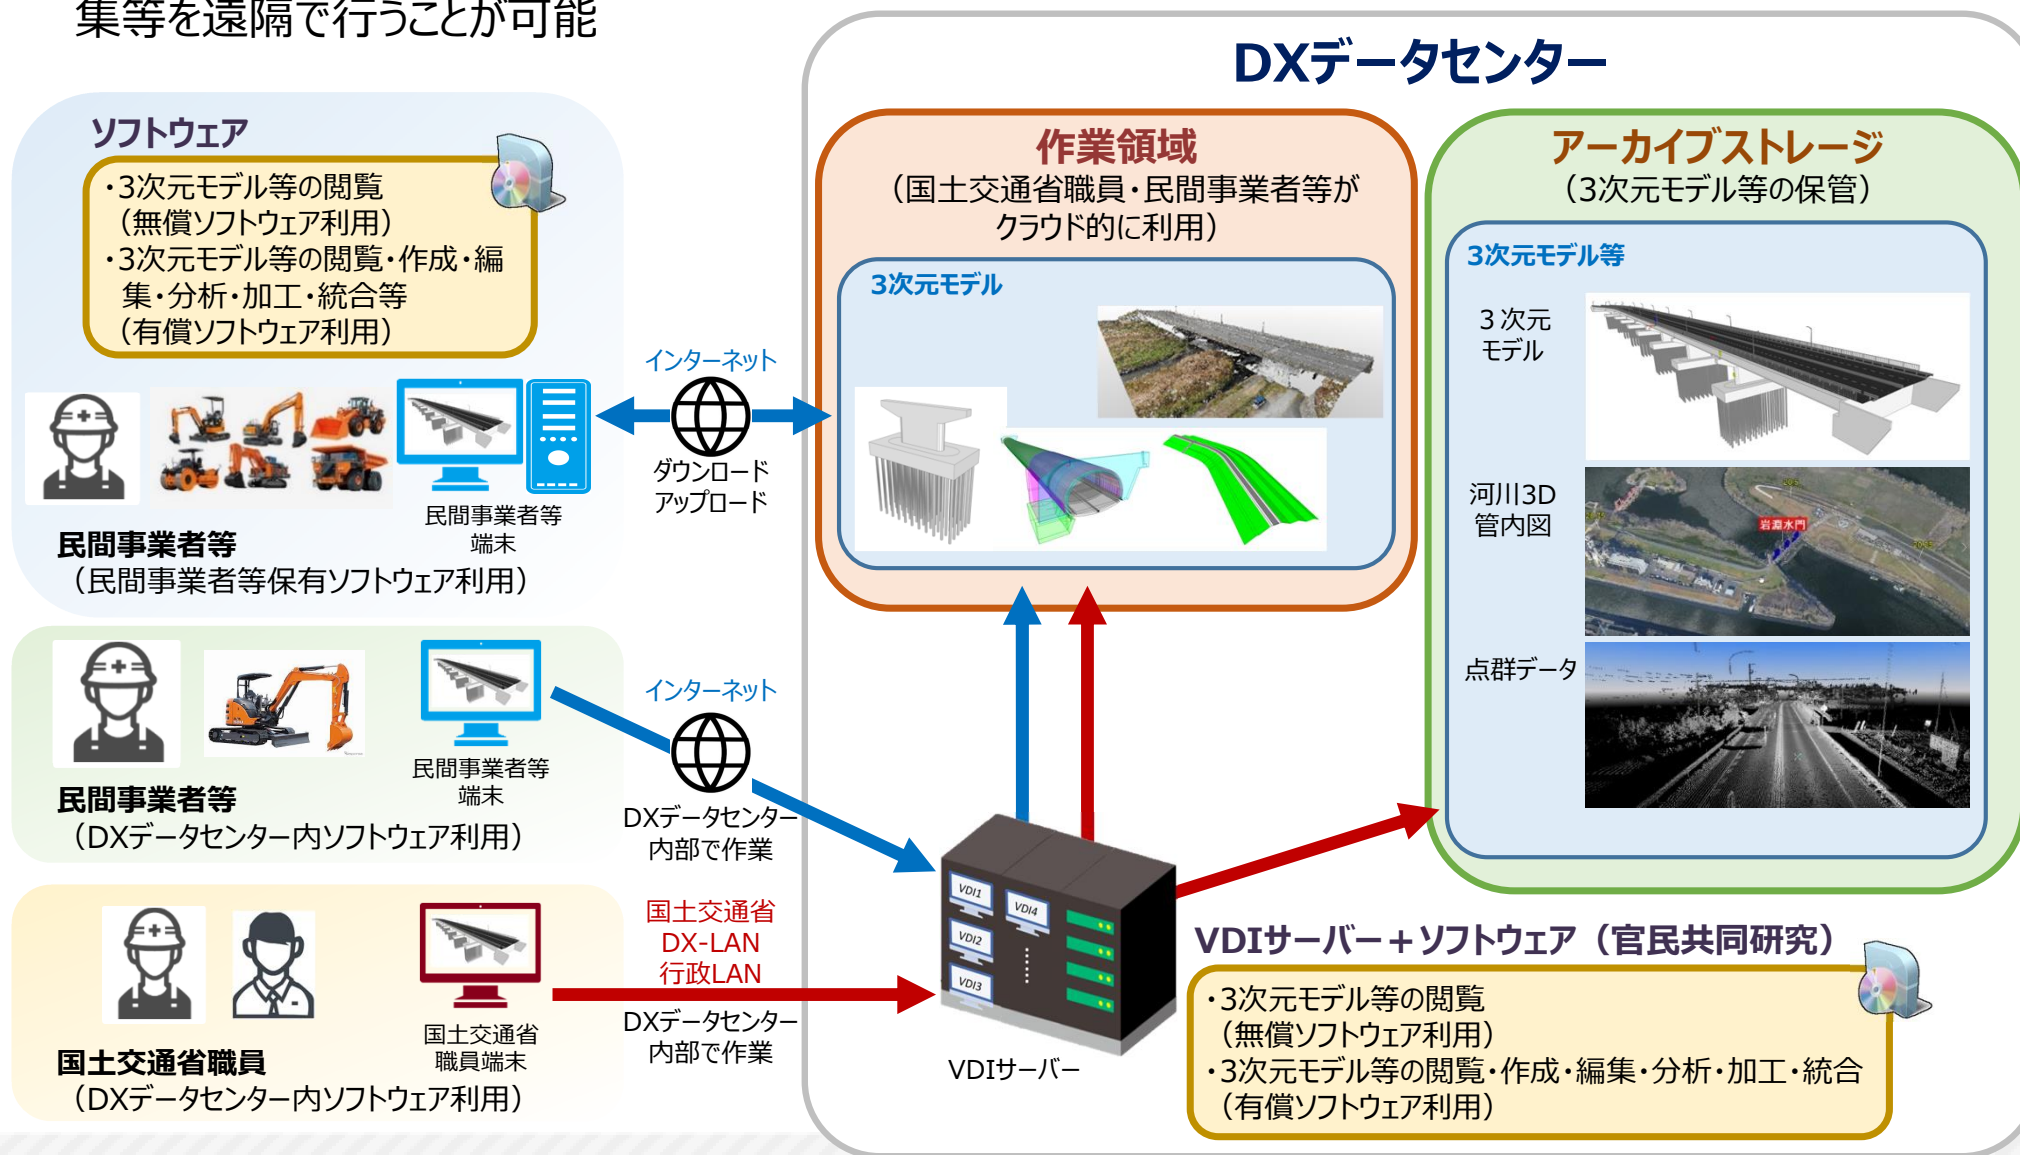 集等を遠隔で行うことが可能
DXデータセンター
ソフトウェア
・3次元モデル等の閲覧
（無償ソフトウェア利用）
・3次元モデル等の閲覧・作成・編
集・分析・加工・統合等
（有償ソフトウェア利用）
民間事業者等
端末
民間事業者等
（民間事業者等保有ソフトウェア利用）
インターネット
ダウンロード
アップロード
作業領域
（国土交通省職員・民間事業者等が
クラウド的に利用）
3次元モデル
アーカイブストレージ
（3次元モデル等の保管）
3次元モデル等
３次元
モデル
河川3D
管内図
岩淵水門
点群データ
民間事業者等
端末
民間事業者等
（DXデータセンター内ソフトウェア利用）
インターネット
DXデータセンター
内部で作業
国土交通省
職員端末
国土交通省職員
（DXデータセンター内ソフトウェア利用）
国土交通省
DX-LAN
行政LAN
DXデータセンター
内部で作業
VDI1
VDI4
VDI2
VDI3
VDIサーバー
VDIサーバー＋ソフトウェア（官民共同研究）
・3次元モデル等の閲覧
（無償ソフトウェア利用）
・3次元モデル等の閲覧・作成・編集・分析・加工・統合
（有償ソフトウェア利用）